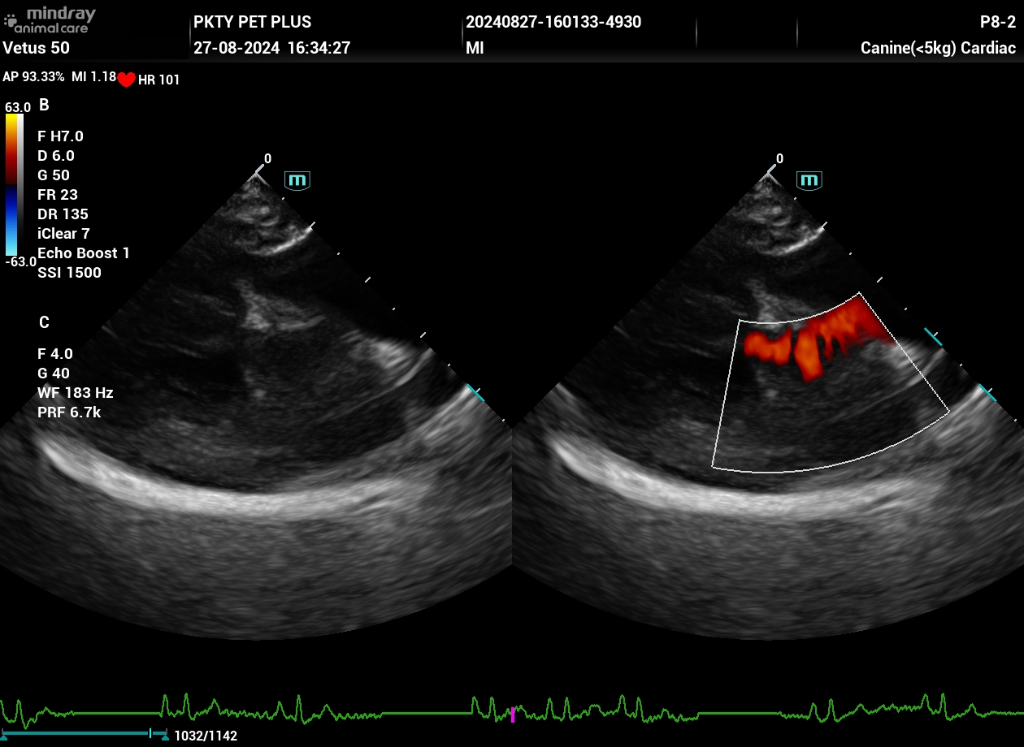 mindray
animalcare
Vetus 50
PKTY PET PLUS
27-08-2024 16:34:27
20240827-160133-4930
MI
P8-2
Canine(<5kg) Cardiac
AP 93.33% MI 1.18
HR 101
63.0
-63.0
B
F H7.0
D 6.0
G 50
FR 23
DR 135
iClear 7
Echo Boost 1
SSI 1500
C
F 4.0
G 40
WF 183 Hz
PRF 6.7k
0
m
0
m
1032/1142